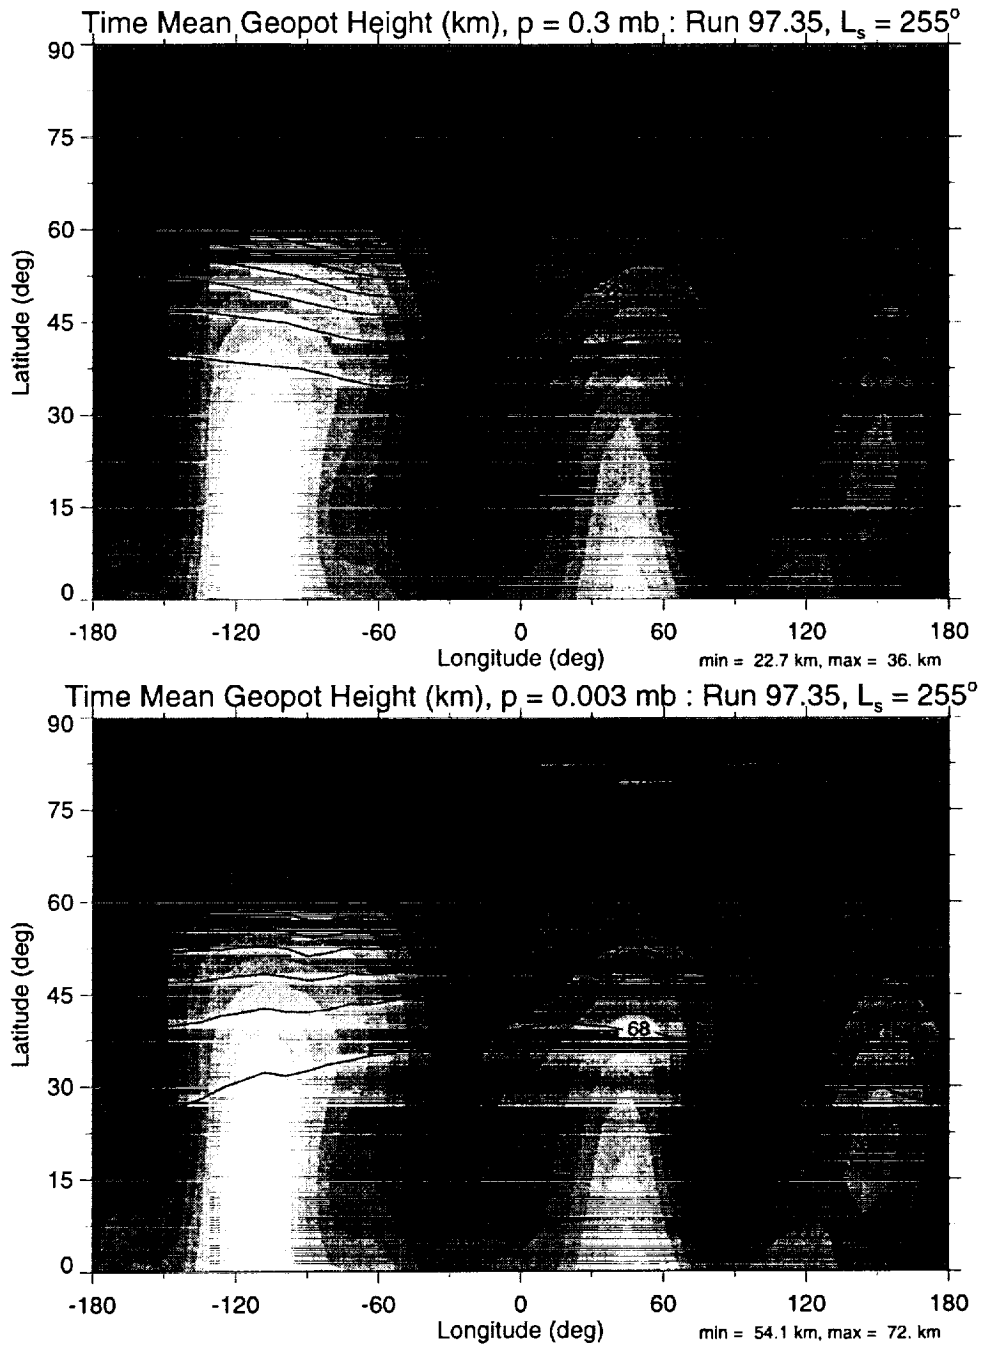 Time Mean Geopot Height (km), p = 0.3 mb : Run 97.35, Lₛ = 255°
90
75
60
45
30
15
0
Latitude (deg)
-180 -120 -60 0 60 120 180
Longitude (deg)
min = 22.7 km, max = 36. km
Time Mean Geopot Height (km), p = 0.003 mb : Run 97.35, Lₛ = 255°
90
75
60
45
30
15
0
Latitude (deg)
68
-180 -120 -60 0 60 120 180
Longitude (deg)
min = 54.1 km, max = 72. km